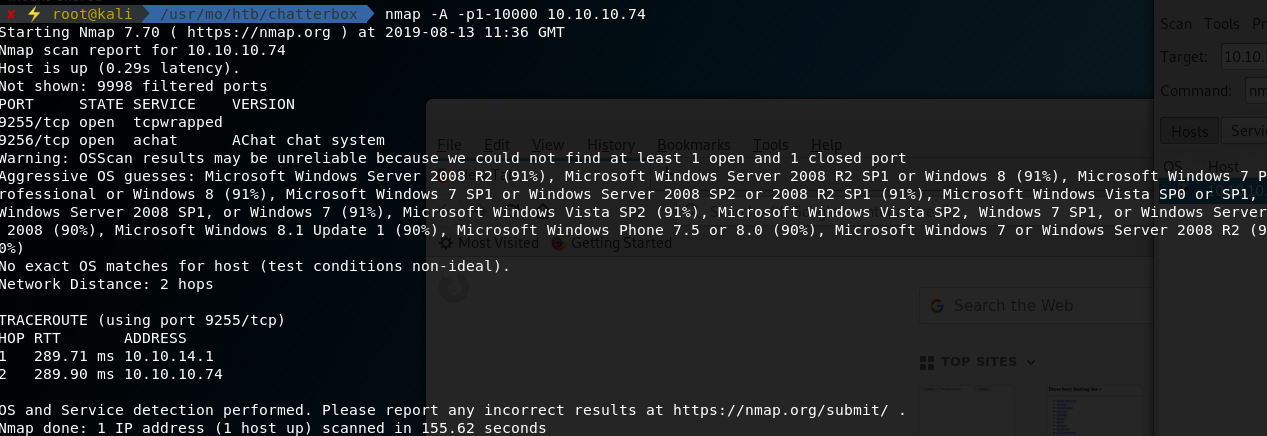 ✘ ⚡ root@kali /usr/mo/htb/chatterbox nmap -A -p1-10000 10.10.10.74
Starting Nmap 7.70 ( https://nmap.org ) at 2019-08-13 11:36 GMT
Nmap scan report for 10.10.10.74
Host is up (0.29s latency).
Not shown: 9998 filtered ports
PORT     STATE SERVICE    VERSION
9255/tcp open  tcpwrapped
9256/tcp open  achat      AChat chat system
Warning: OSScan results may be unreliable because we could not find at least 1 open and 1 closed port
Aggressive OS guesses: Microsoft Windows Server 2008 R2 (91%), Microsoft Windows Server 2008 R2 SP1 or Windows 8 (91%), Microsoft Windows 7 P
rofessional or Windows 8 (91%), Microsoft Windows 7 SP1 or Windows Server 2008 SP2 or 2008 R2 SP1 (91%), Microsoft Windows Vista SP0 or SP1,
Windows Server 2008 SP1, or Windows 7 (91%), Microsoft Windows Vista SP2 (91%), Microsoft Windows Vista SP2, Windows 7 SP1, or Windows Server
2008 (90%), Microsoft Windows 8.1 Update 1 (90%), Microsoft Windows Phone 7.5 or 8.0 (90%), Microsoft Windows 7 or Windows Server 2008 R2 (9
0%)
No exact OS matches for host (test conditions non-ideal).
Network Distance: 2 hops
TRACEROUTE (using port 9255/tcp)
HOP RTT       ADDRESS
1   289.71 ms 10.10.14.1
2   289.90 ms 10.10.10.74
OS and Service detection performed. Please report any incorrect results at https://nmap.org/submit/ .
Nmap done: 1 IP address (1 host up) scanned in 155.62 seconds
File Edit View History Bookmarks Tools Help
Most Visited Getting Started
Search the Web
TOP SITES
Scan Tools
Target: 10.10.
Command: nm
Hosts
OS Host